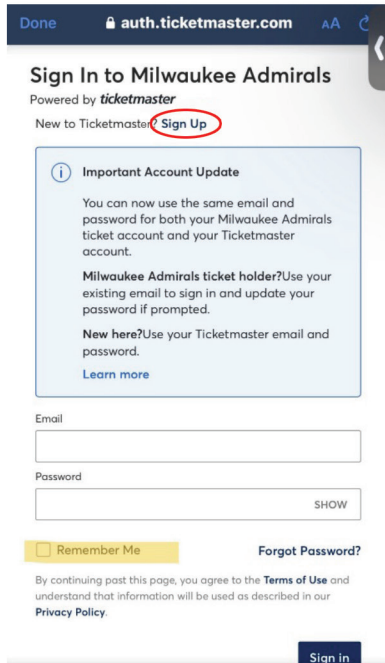 Done auth.ticketmaster.com AA
Sign In to Milwaukee Admirals
Powered by ticketmaster
New to Ticketmaster? Sign Up
Important Account Update
You can now use the same email and
password for both your Milwaukee Admirals
ticket account and your Ticketmaster
account.
Milwaukee Admirals ticket holder?Use your
existing email to sign in and update your
password if prompted.
New here?Use your Ticketmaster email and
password.
Learn more
Email
Password
SHOW
Remember Me Forgot Password?
By continuing past this page, you agree to the Terms of Use and
understand that information will be used as described in our
Privacy Policy.
Sign in